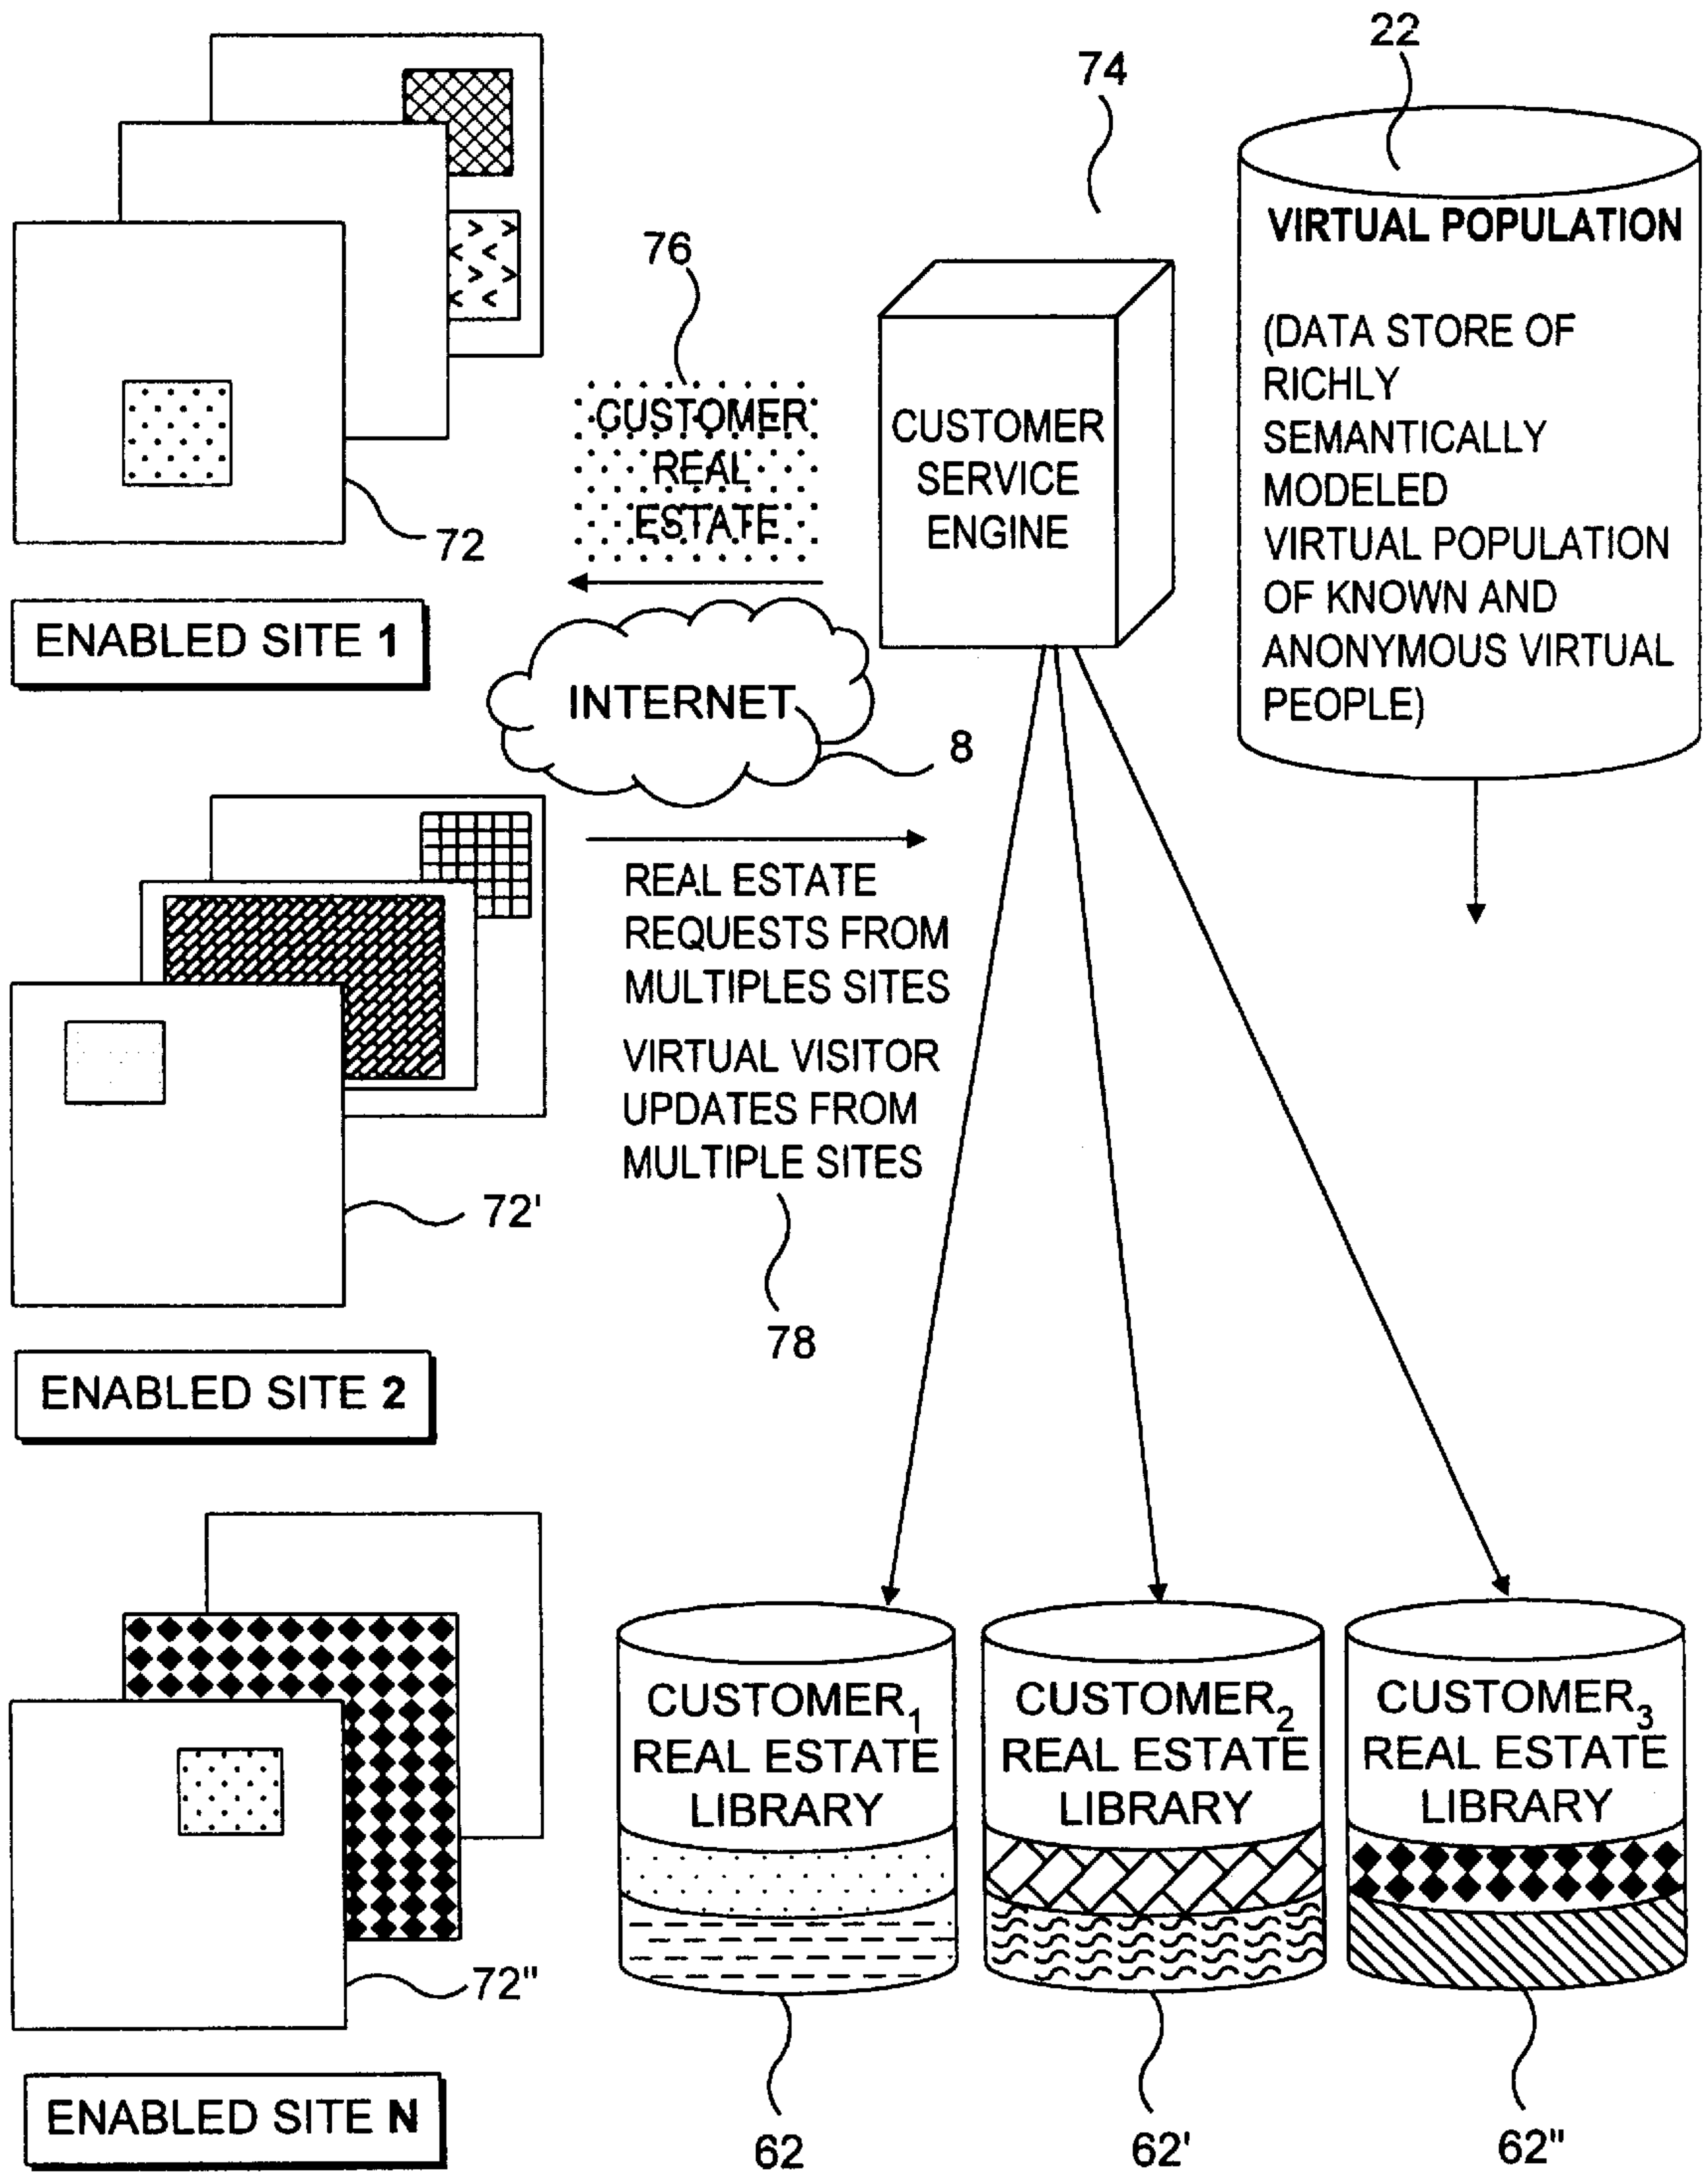 22
74
VIRTUAL POPULATION
(DATA STORE OF
RICHLY
SEMANTICALLY
MODELED
VIRTUAL POPULATION
OF KNOWN AND
ANONYMOUS VIRTUAL
PEOPLE)
76
CUSTOMER
REAL
ESTATE
CUSTOMER
SERVICE
ENGINE
72
ENABLED SITE 1
INTERNET
8
REAL ESTATE
REQUESTS FROM
MULTIPLES SITES
VIRTUAL VISITOR
UPDATES FROM
MULTIPLE SITES
78
72'
ENABLED SITE 2
72"
ENABLED SITE N
CUSTOMER1
REAL ESTATE
LIBRARY
62
CUSTOMER2
REAL ESTATE
LIBRARY
62'
CUSTOMER3
REAL ESTATE
LIBRARY
62"